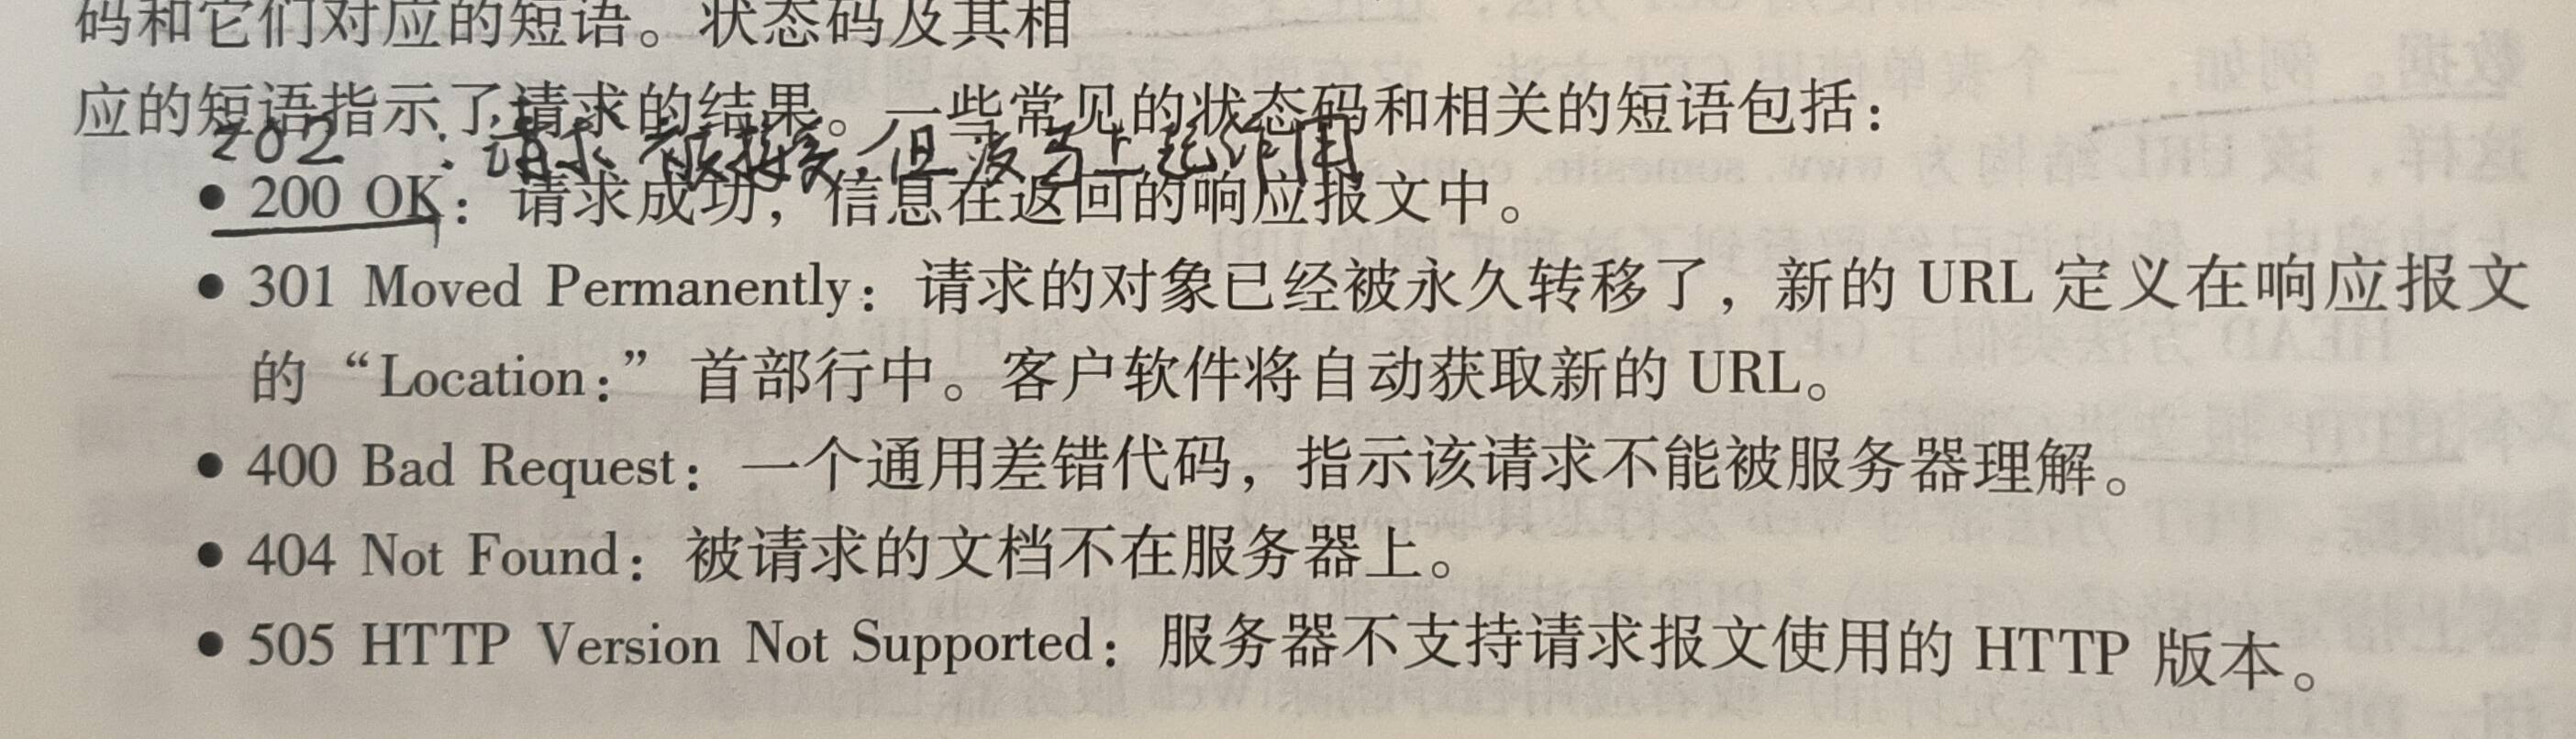 码和它们对应的短语。状态码及其相
应的短语指示了请求的结果。一些常见的状态码和相关的短语包括：
202 ：请求被接受，但没马上起作用
• 200 OK：请求成功，信息在返回的响应报文中。
• 301 Moved Permanently：请求的对象已经被永久转移了，新的 URL 定义在响应报文
的“Location：”首部行中。客户软件将自动获取新的 URL。
• 400 Bad Request：一个通用差错代码，指示该请求不能被服务器理解。
• 404 Not Found：被请求的文档不在服务器上。
• 505 HTTP Version Not Supported：服务器不支持请求报文使用的 HTTP 版本。